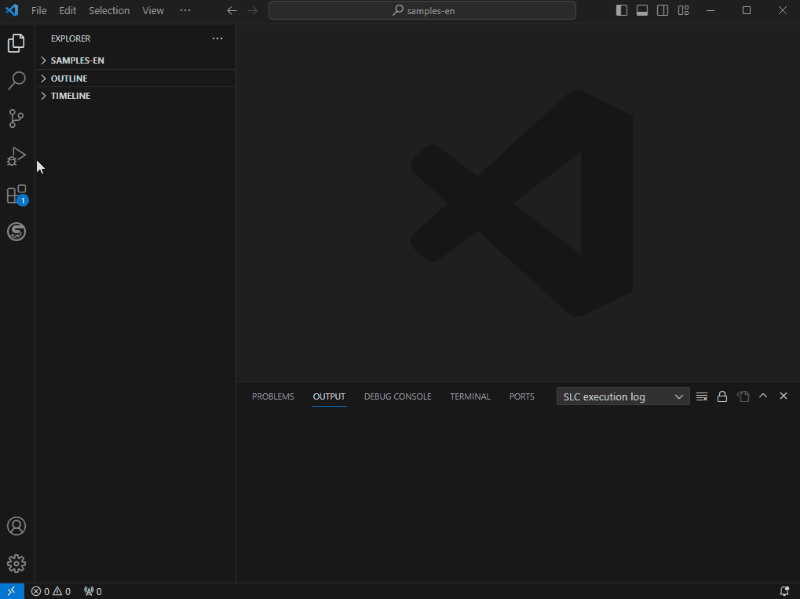 File Edit Selection View ··· samples-en
EXPLORER ···
SAMPLES-EN
OUTLINE
TIMELINE
1
PROBLEMS OUTPUT DEBUG CONSOLE TERMINAL PORTS SLC execution log
0 0 0